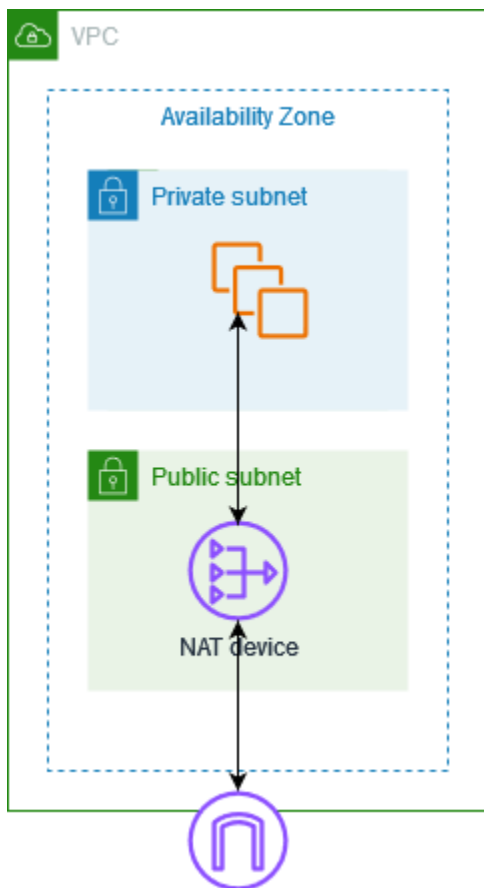 VPC
Availability Zone
Private subnet
Public subnet
NAT device